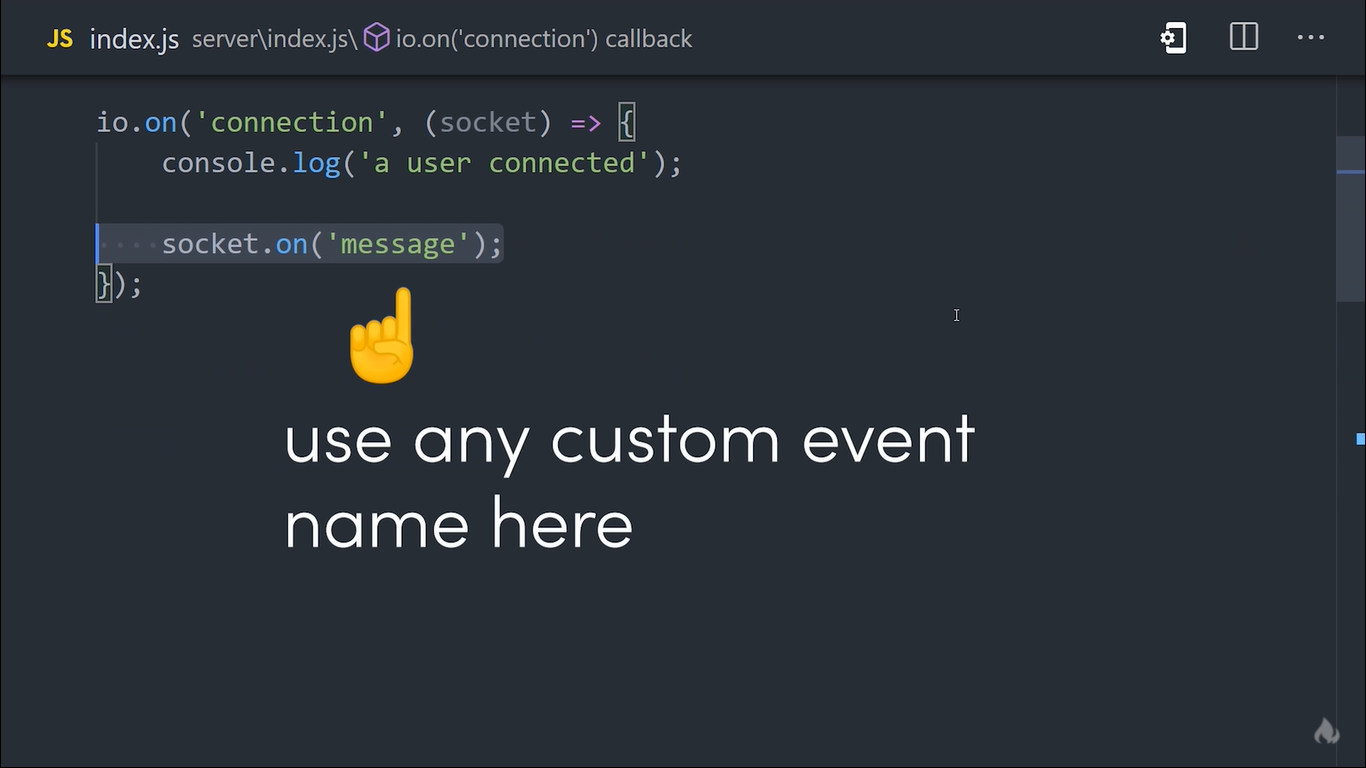 JS index.js server\index.js\ io.on('connection') callback
io.on('connection', (socket) => {
    console.log('a user connected');
    socket.on('message');
});
use any custom event
name here